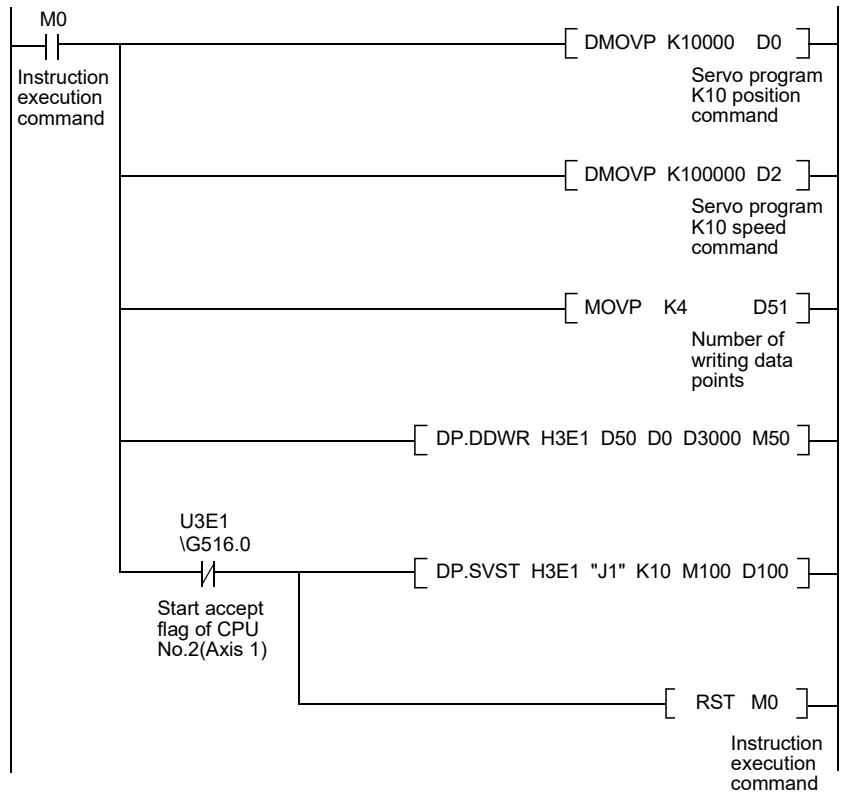 M0
Instruction
execution
command
DMOVP K10000 D0
Servo program
K10 position
command
DMOVP K100000 D2
Servo program
K10 speed
command
MOVP K4 D51
Number of
writing data
points
DP.DDWR H3E1 D50 D0 D3000 M50
U3E1
\G516.0
Start accept
flag of CPU
No.2(Axis 1)
DP.SVST H3E1 "J1" K10 M100 D100
RST M0
Instruction
execution
command